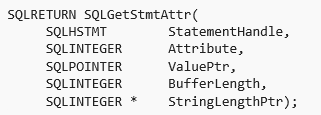 SQLRETURN SQLGetStmtAttr(
SQLHSTMT        StatementHandle,
SQLINTEGER      Attribute,
SQLPOINTER      ValuePtr,
SQLINTEGER      BufferLength,
SQLINTEGER *    StringLengthPtr);